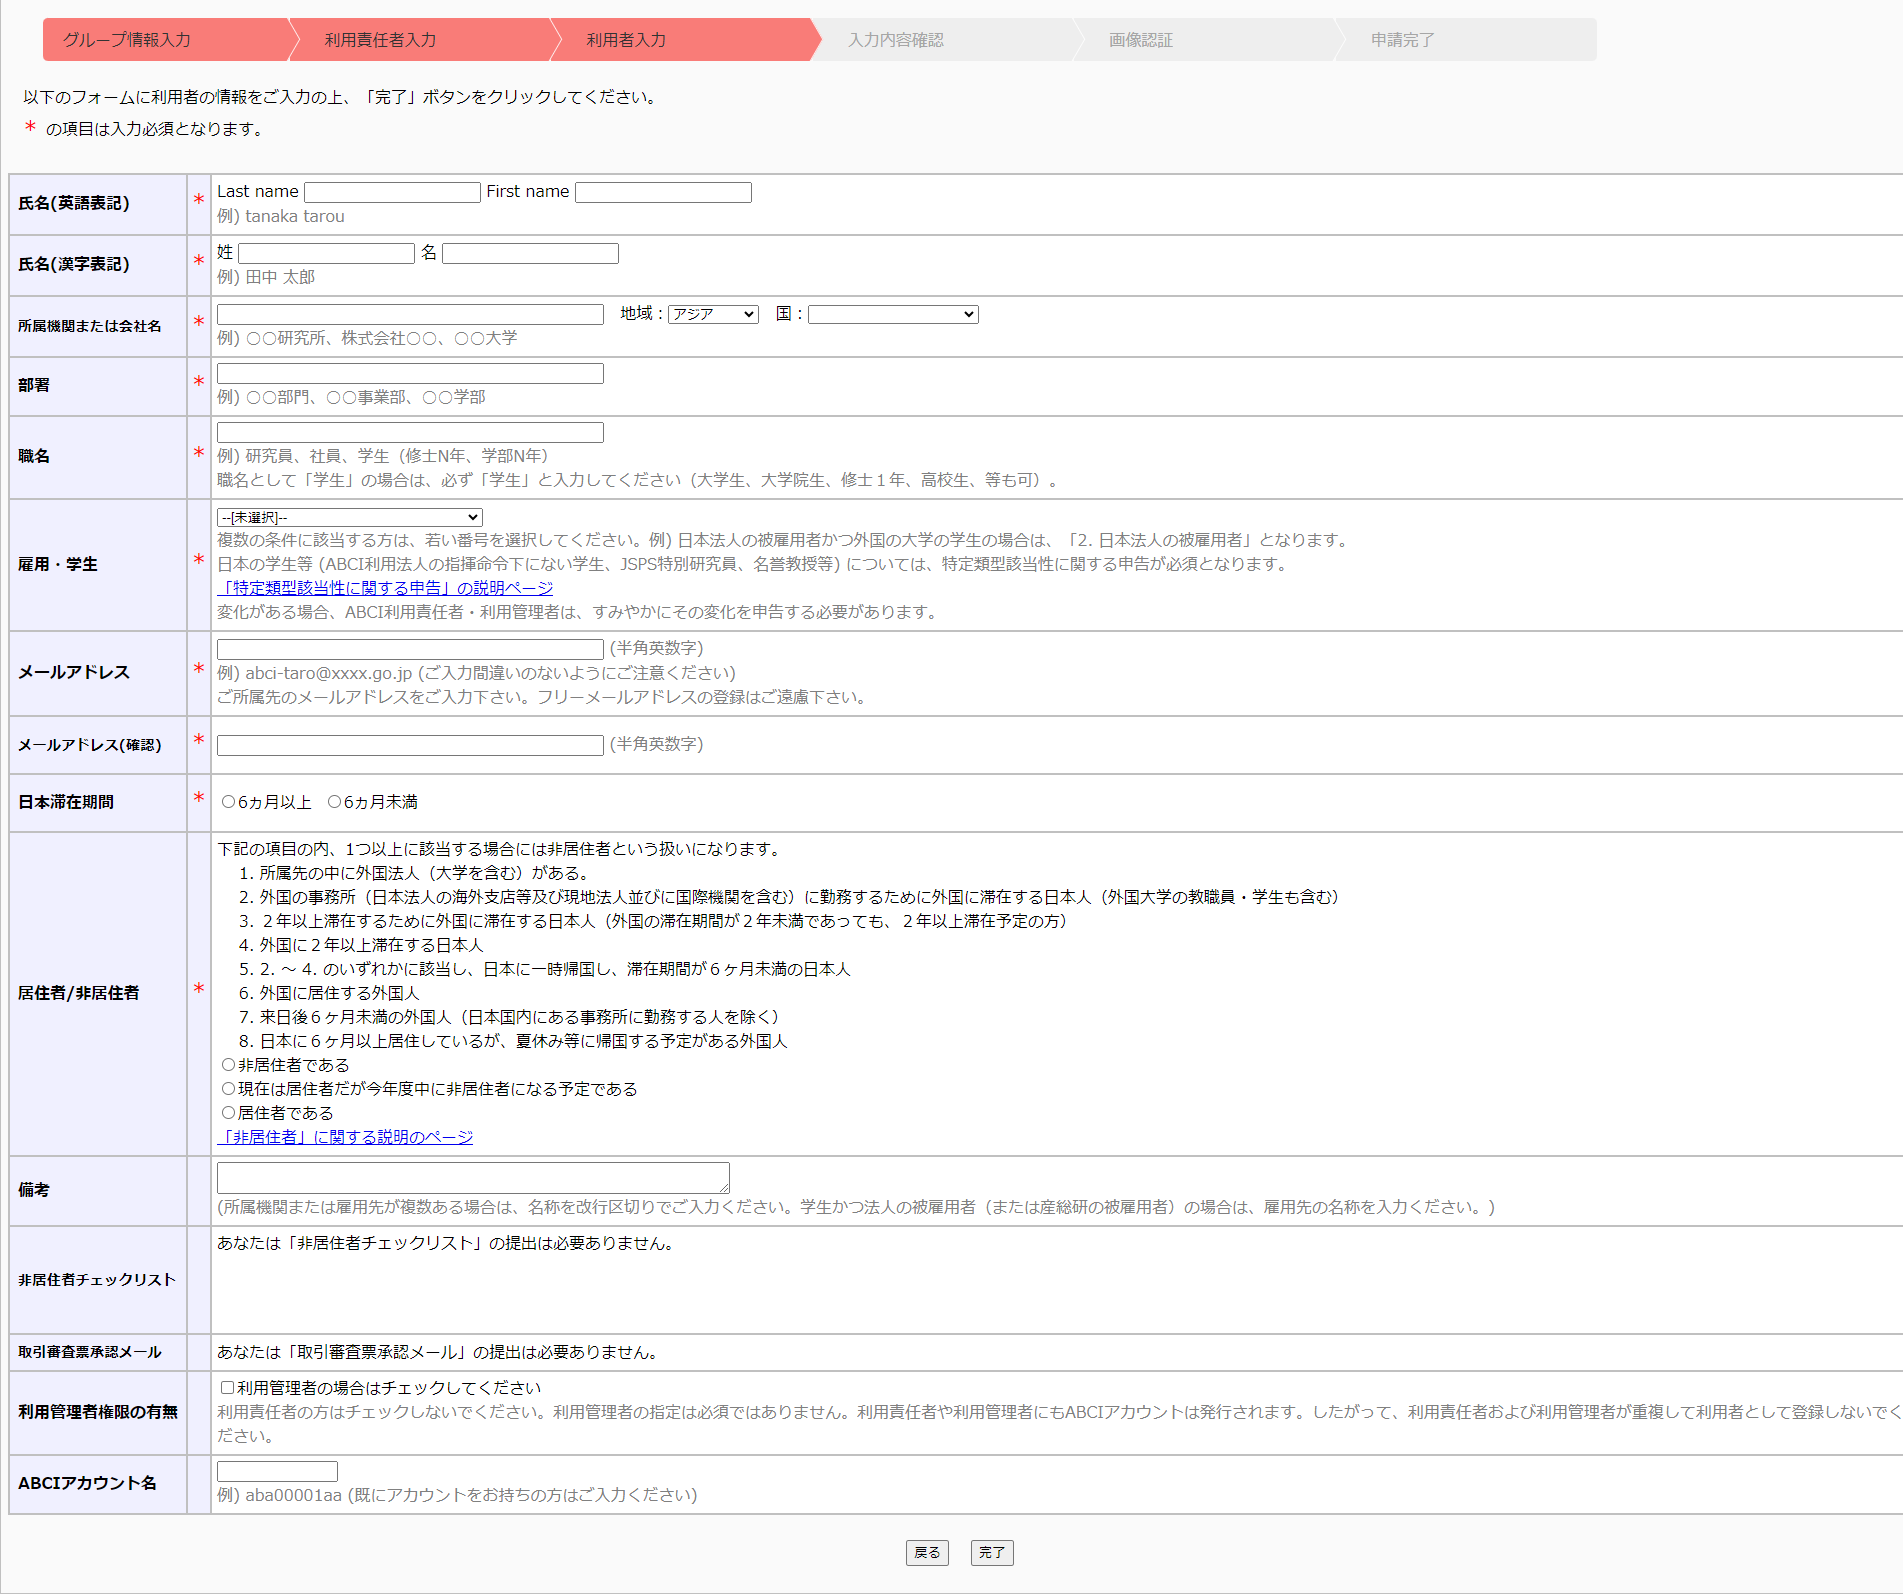 グループ情報入力 利用責任者入力 利用者入力 入力内容確認 画像認証 申請完了
以下のフォームに利用者の情報をご入力の上、「完了」ボタンをクリックしてください。
* の項目は入力必須となります。
氏名(英語表記) * Last name First name
例) tanaka tarou
氏名(漢字表記) * 姓 名
例) 田中 太郎
所属機関または会社名 * 地域：アジア 国：
例) ○○研究所、株式会社○○、○○大学
部署 *
例) ○○部門、○○事業部、○○学部
職名 *
例) 研究員、社員、学生（修士N年、学部N年）
職名として「学生」の場合は、必ず「学生」と入力してください（大学生、大学院生、修士１年、高校生、等も可）。
雇用・学生 * --[未選択]--
複数の条件に該当する方は、若い番号を選択してください。例) 日本法人の被雇用者かつ外国の大学の学生の場合は、「2. 日本法人の被雇用者」となります。
日本の学生等 (ABCI利用法人の指揮命令下にない学生、JSPS特別研究員、名誉教授等) については、特定類型該当性に関する申告が必須となります。
「特定類型該当性に関する申告」の説明ページ
変化がある場合、ABCI利用責任者・利用管理者は、すみやかにその変化を申告する必要があります。
メールアドレス * (半角英数字)
例) abci-taro@xxxx.go.jp (ご入力間違いのないようにご注意ください)
ご所属先のメールアドレスをご入力下さい。フリーメールアドレスの登録はご遠慮下さい。
メールアドレス(確認) * (半角英数字)
日本滞在期間 * 6ヵ月以上 6ヵ月未満
居住者/非居住者 *
下記の項目の内、1つ以上に該当する場合には非居住者という扱いになります。
1. 所属先の中に外国法人（大学を含む）がある。
2. 外国の事務所（日本法人の海外支店等及び現地法人並びに国際機関を含む）に勤務するために外国に滞在する日本人（外国大学の教職員・学生も含む）
3. ２年以上滞在するために外国に滞在する日本人（外国の滞在期間が２年未満であっても、２年以上滞在予定の方）
4. 外国に２年以上滞在する日本人
5. 2. ～ 4. のいずれかに該当し、日本に一時帰国し、滞在期間が６ヶ月未満の日本人
6. 外国に居住する外国人
7. 来日後６ヶ月未満の外国人（日本国内にある事務所に勤務する人を除く）
8. 日本に６ヶ月以上居住しているが、夏休み等に帰国する予定がある外国人
非居住者である
現在は居住者だが今年度中に非居住者になる予定である
居住者である
「非居住者」に関する説明のページ
備考
(所属機関または雇用先が複数ある場合は、名称を改行区切りでご入力ください。学生かつ法人の被雇用者（または産総研の被雇用者）の場合は、雇用先の名称を入力ください。)
非居住者チェックリスト あなたは「非居住者チェックリスト」の提出は必要ありません。
取引審査票承認メール あなたは「取引審査票承認メール」の提出は必要ありません。
利用管理者権限の有無 利用管理者の場合はチェックしてください
利用責任者の方はチェックしないでください。利用管理者の指定は必須ではありません。利用責任者や利用管理者にもABCIアカウントは発行されます。したがって、利用責任者および利用管理者が重複して利用者として登録しないでく
ださい。
ABCIアカウント名
例) aba00001aa (既にアカウントをお持ちの方はご入力ください)
戻る 完了